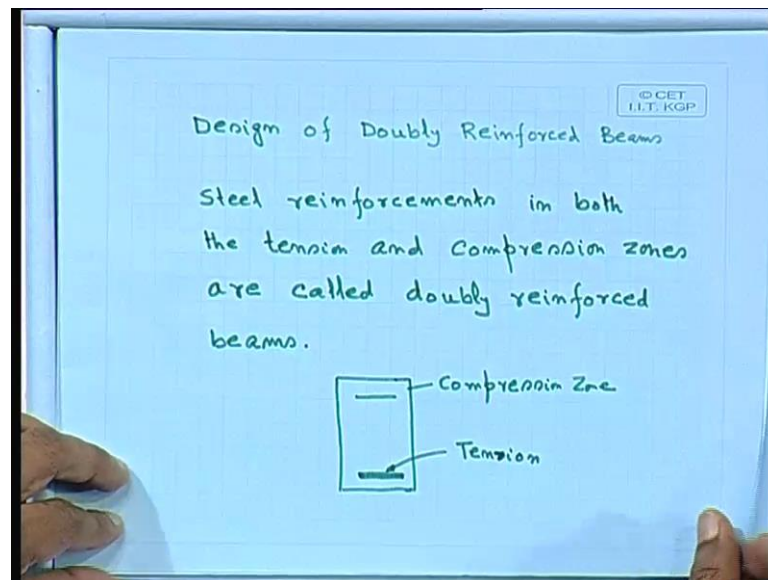 © CET
I.I.T. KGP
Design of Doubly Reinforced Beams
Steel reinforcements in both
the tension and compression zones
are called doubly reinforced
beams.
Compression Zone
Tension